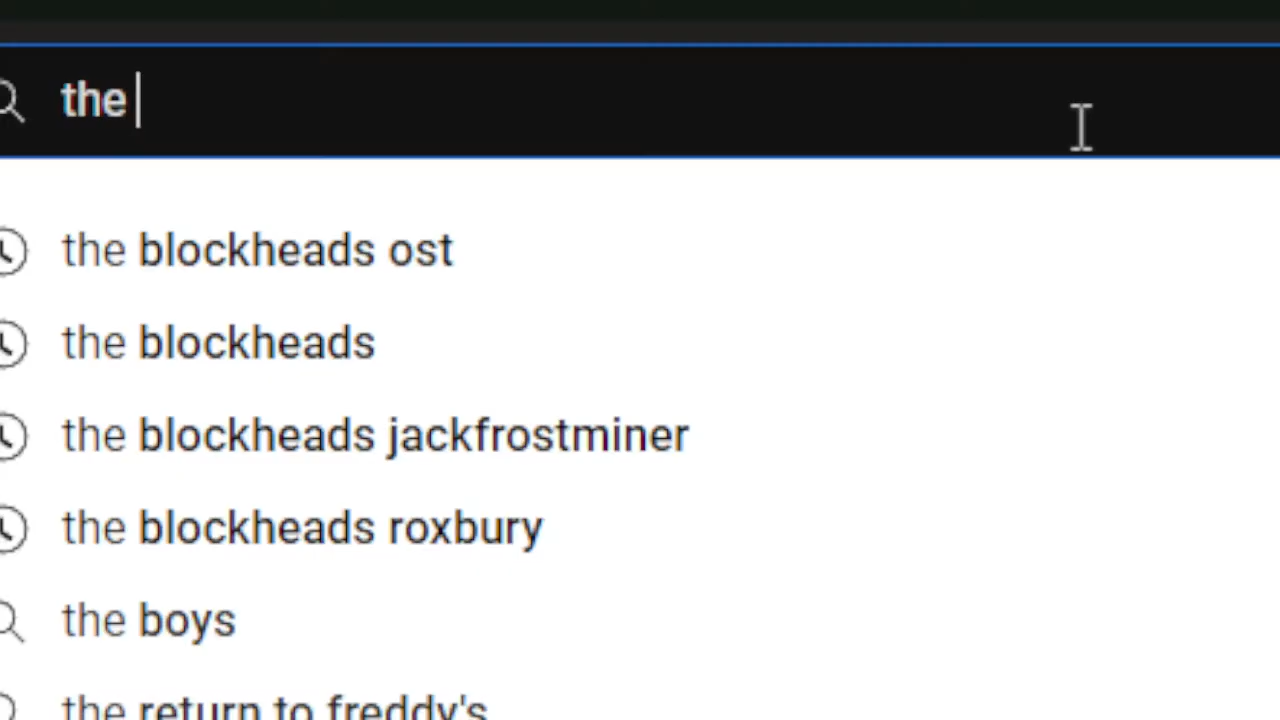 the
the blockheads ost
the blockheads
the blockheads jackfrostminer
the blockheads roxbury
the boys
the return to freddy's